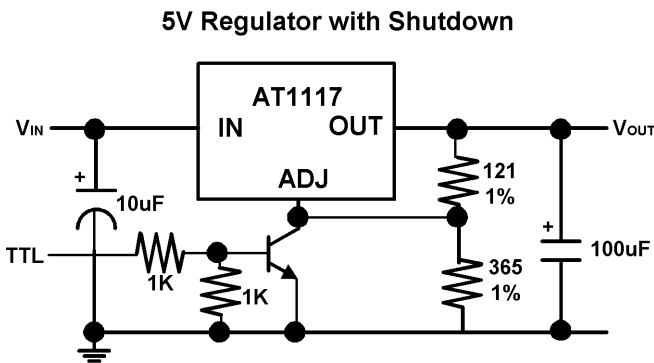 5V Regulator with Shutdown
AT1117
VIN
IN
OUT
VOUT
ADJ
121
1%
+
10uF
+
100uF
TTL
1K
1K
365
1%